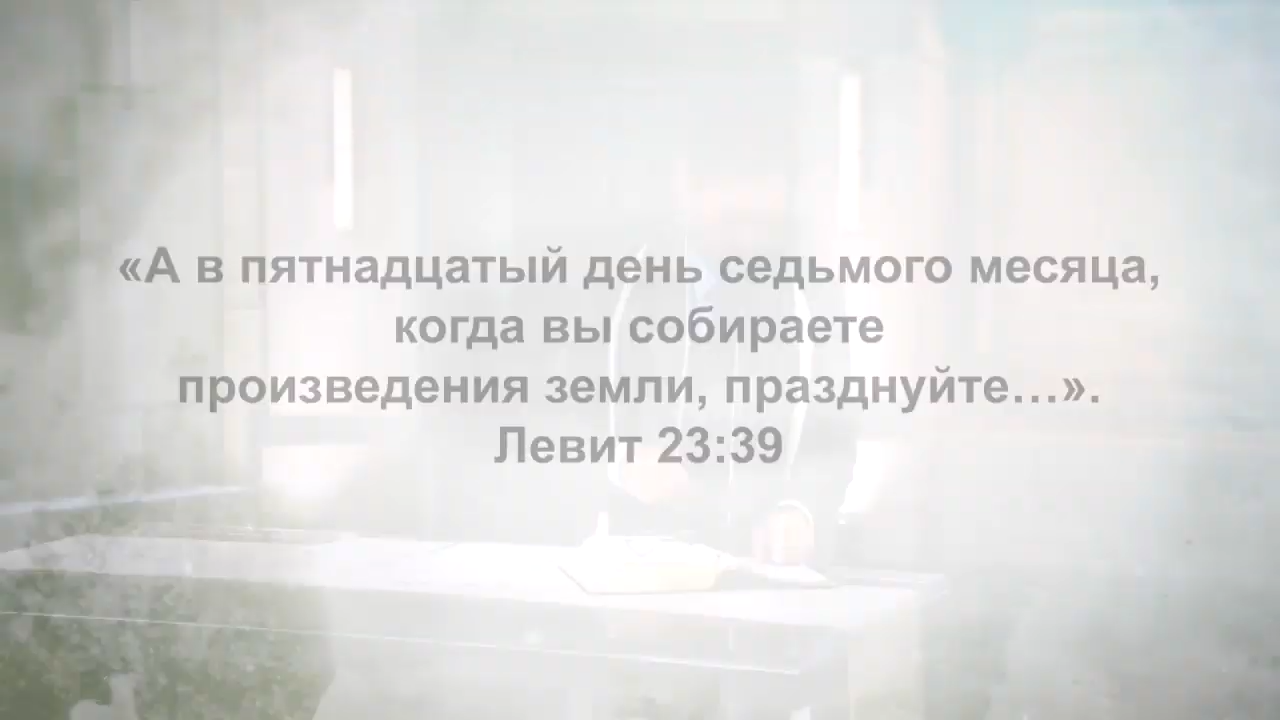 «А в пятнадцатый день седьмого месяца,
когда вы собираете
произведения земли, празднуйте…».
Левит 23:39